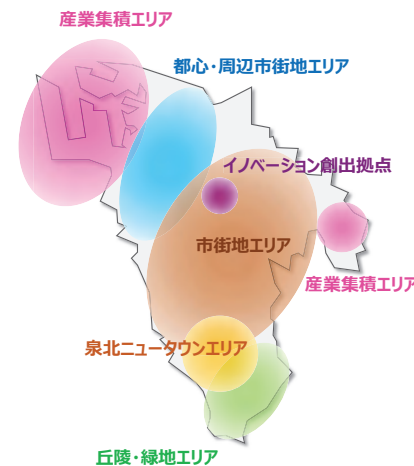 産業集積エリア
都心・周辺市街地エリア
イノベーション創出拠点
市街地エリア
産業集積エリア
泉北ニュータウンエリア
丘陵・緑地エリア